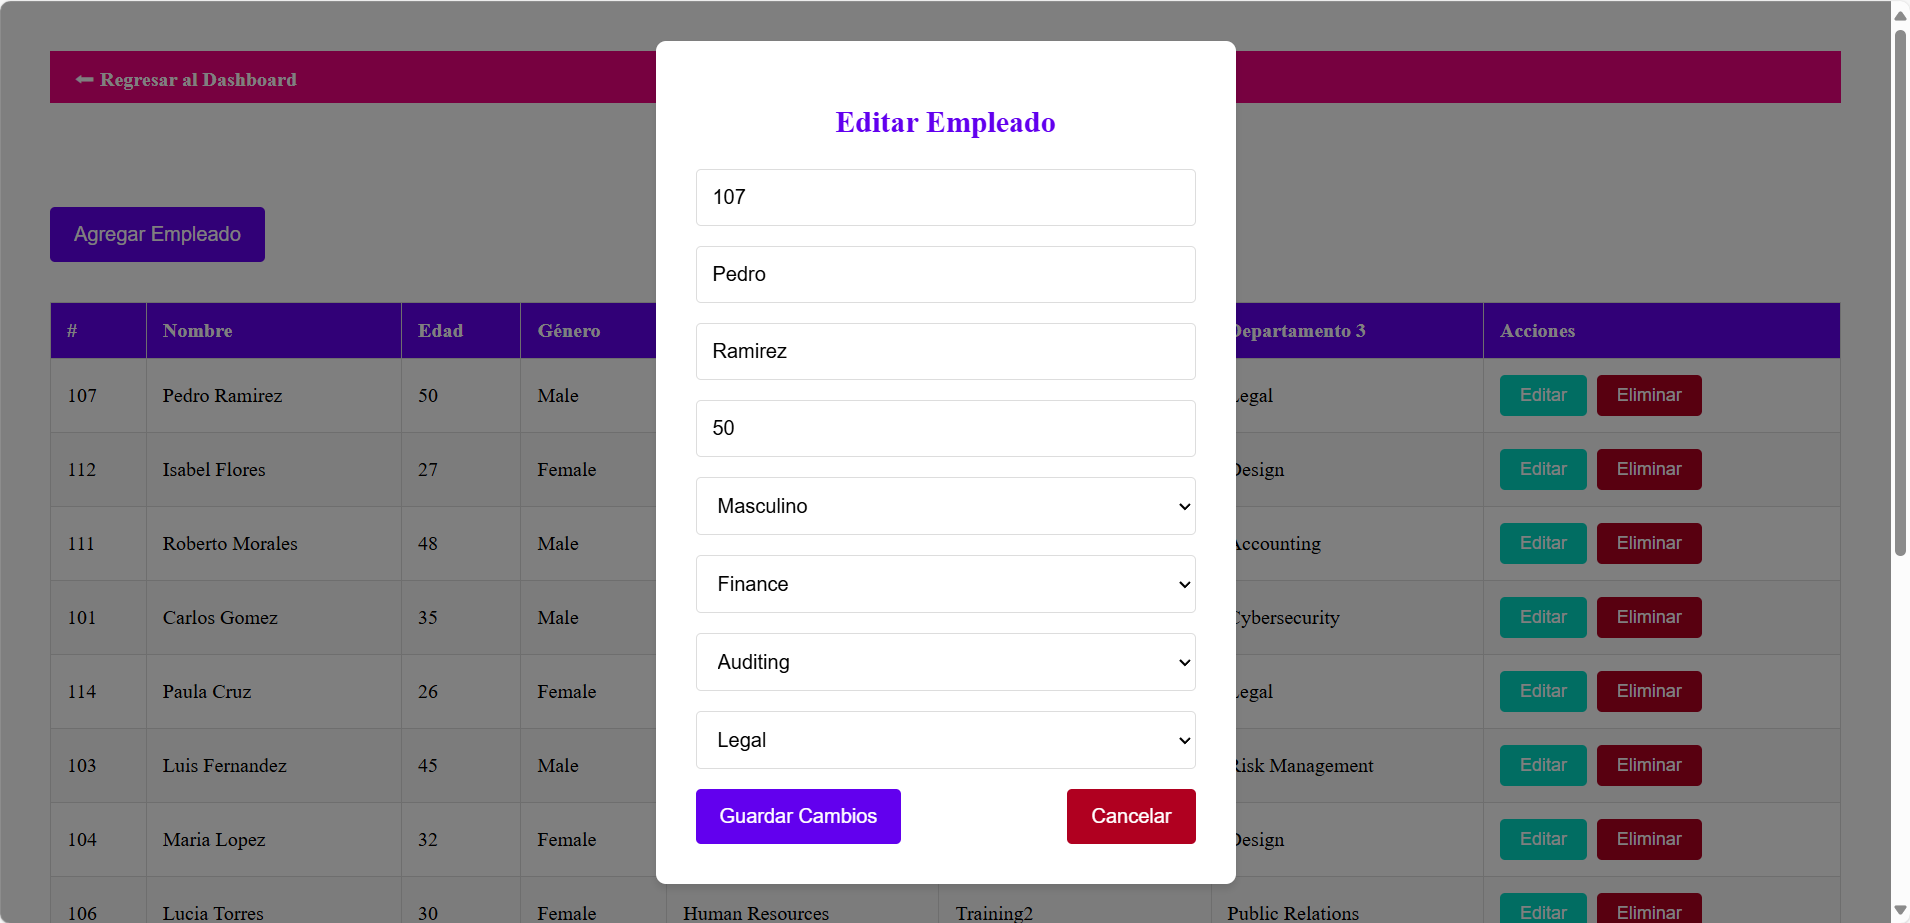 ⬅ Regresar al Dashboard
Agregar Empleado
Editar Empleado
107
Pedro
Ramirez
50
Masculino
Finance
Auditing
Legal
Guardar Cambios Cancelar
# Nombre Edad Género Departamento 3 Acciones
107 Pedro Ramirez 50 Male Legal Editar Eliminar
112 Isabel Flores 27 Female Design Editar Eliminar
111 Roberto Morales 48 Male Accounting Editar Eliminar
101 Carlos Gomez 35 Male Cybersecurity Editar Eliminar
114 Paula Cruz 26 Female Legal Editar Eliminar
103 Luis Fernandez 45 Male Risk Management Editar Eliminar
104 Maria Lopez 32 Female Design Editar Eliminar
106 Lucia Torres 30 Female Human Resources Training2 Public Relations Editar Eliminar